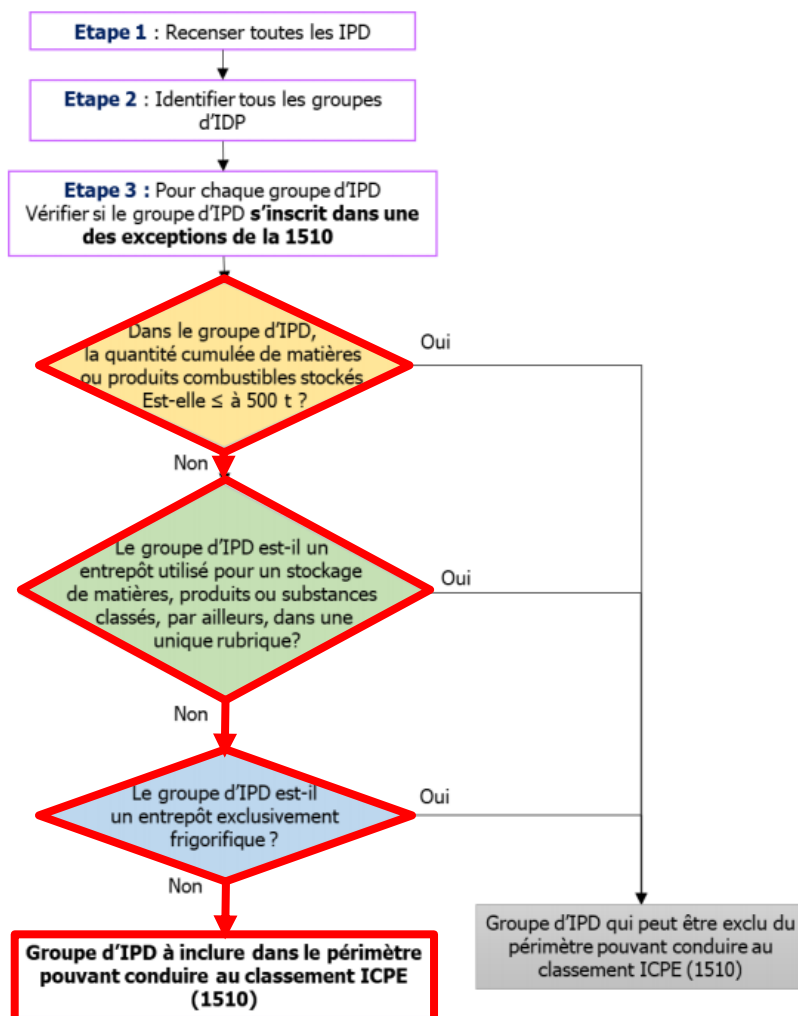 Etape 1 : Recenser toutes les IPD
Etape 2 : Identifier tous les groupes
d'IDP
Etape 3 : Pour chaque groupe d'IPD
Vérifier si le groupe d'IPD s'inscrit dans une
des exceptions de la 1510
Dans le groupe d'IPD,
la quantité cumulée de matières
ou produits combustibles stockés
Est-elle ≤ à 500 t ?
Oui
Non
Le groupe d'IPD est-il un
entrepôt utilisé pour un stockage
de matières, produits ou substances
classés, par ailleurs, dans une
unique rubrique?
Oui
Non
Le groupe d'IPD est-il
un entrepôt exclusivement
frigorifique ?
Oui
Non
Groupe d'IPD à inclure dans le périmètre
pouvant conduire au classement ICPE
(1510)
Groupe d'IPD qui peut être exclu du
périmètre pouvant conduire au
classement ICPE (1510)